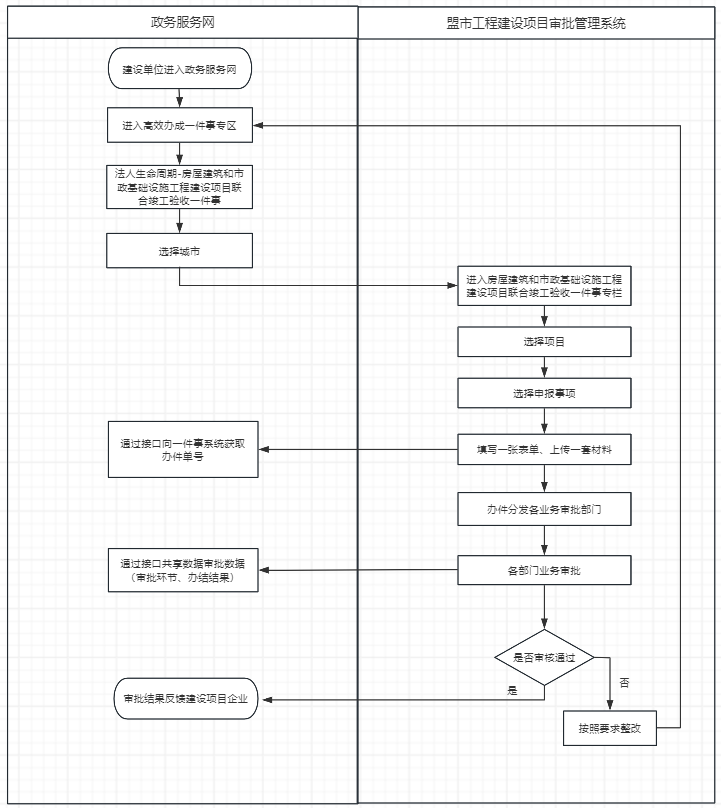 政务服务网
盟市工程建设项目审批管理系统
建设单位进入政务服务网
进入高效办成一件事专区
法人生命周期-房屋建筑和市
政基础设施工程建设项目联
合竣工验收一件事
选择城市
进入房屋建筑和市政基础设施工程
建设项目联合竣工验收一件事专栏
选择项目
选择申报事项
填写一张表单、上传一套材料
通过接口向一件事系统获取
办件单号
办件分发各业务审批部门
各部门业务审批
通过接口共享数据审批数据
（审批环节、办结结果）
是否审核通过
是
否
审批结果反馈建设项目企业
按照要求整改